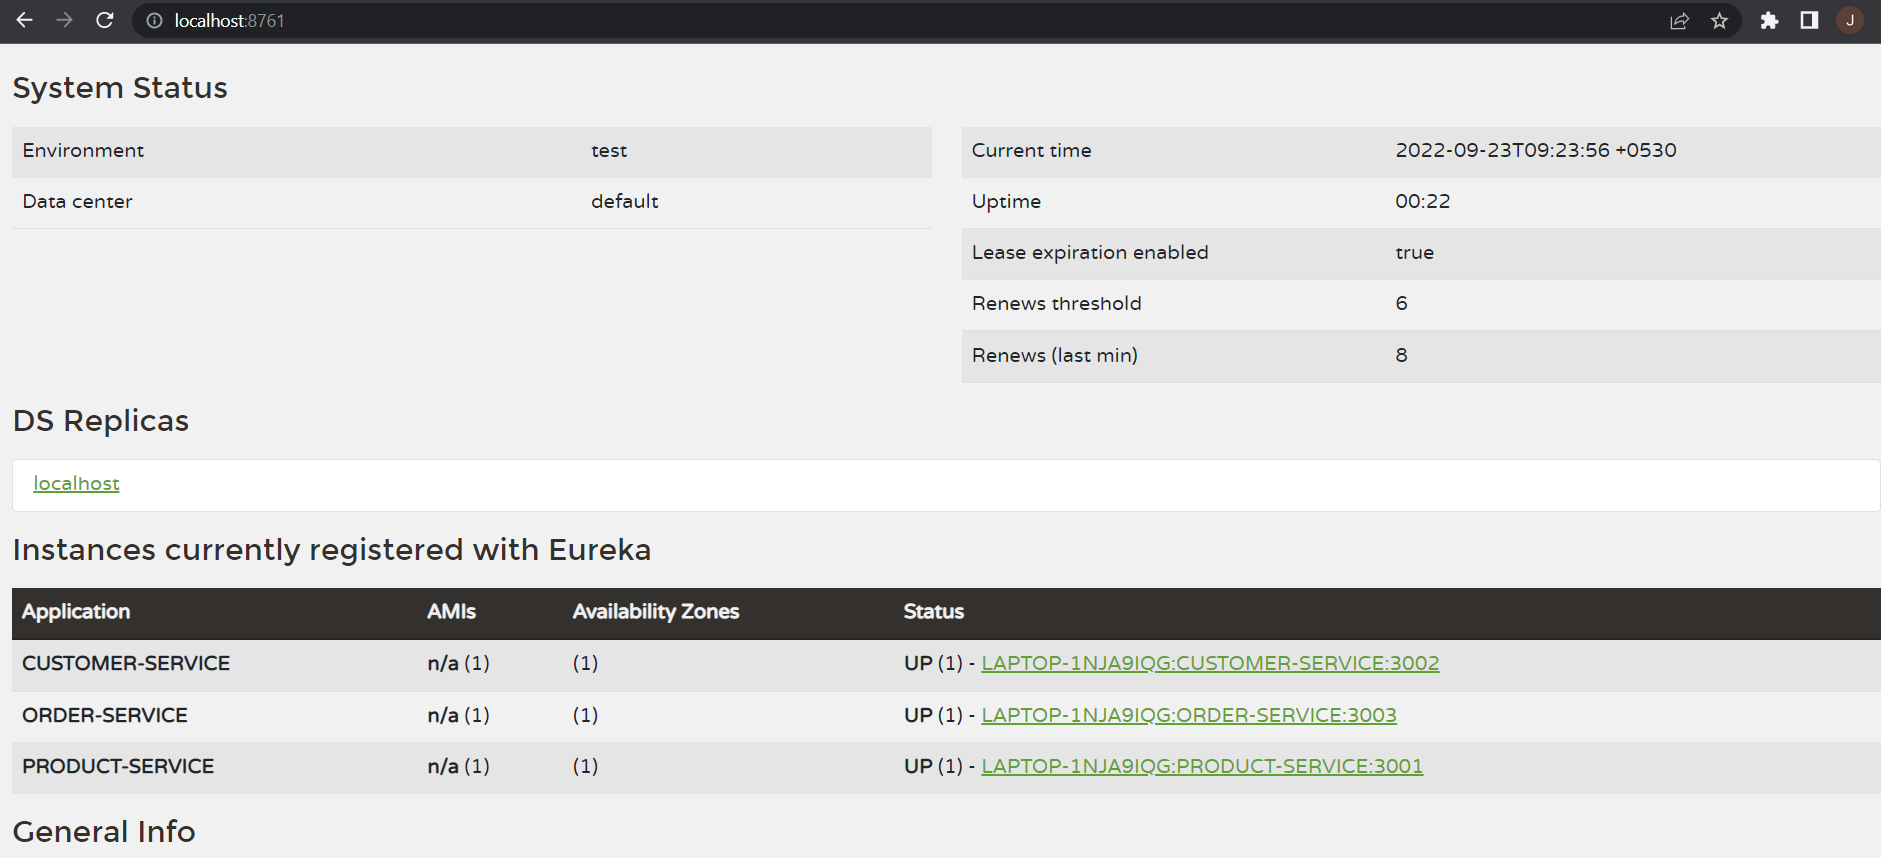 localhost:8761
J
System Status
Environment test
Data center default
Current time 2022-09-23T09:23:56 +0530
Uptime 00:22
Lease expiration enabled true
Renews threshold 6
Renews (last min) 8
DS Replicas
localhost
Instances currently registered with Eureka
Application AMIs Availability Zones Status
CUSTOMER-SERVICE n/a (1) (1) UP (1) - LAPTOP-1NJA9IQG:CUSTOMER-SERVICE:3002
ORDER-SERVICE n/a (1) (1) UP (1) - LAPTOP-1NJA9IQG:ORDER-SERVICE:3003
PRODUCT-SERVICE n/a (1) (1) UP (1) - LAPTOP-1NJA9IQG:PRODUCT-SERVICE:3001
General Info